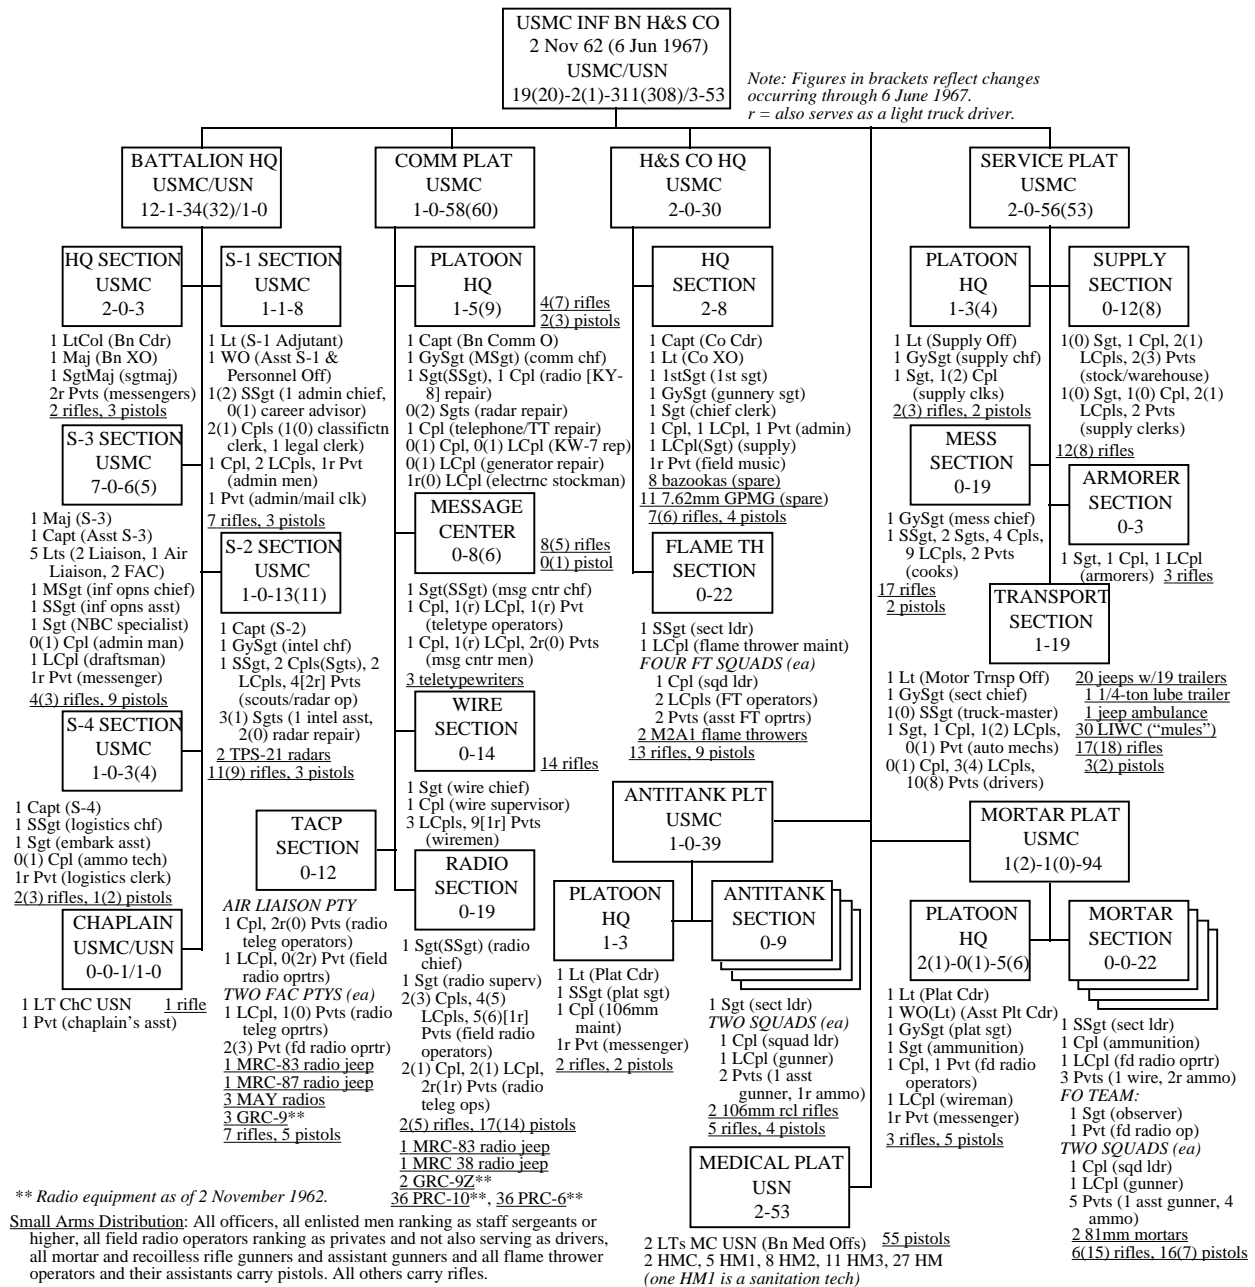 USMC INF BN H&S CO
2 Nov 62 (6 Jun 1967)
USMC/USN
19(20)-2(1)-311(308)/3-53
Note: Figures in brackets reflect changes
occurring through 6 June 1967.
r = also serves as a light truck driver.
BATTALION HQ
USMC/USN
12-1-34(32)/1-0
COMM PLAT
USMC
1-0-58(60)
H&S CO HQ
USMC
2-0-30
SERVICE PLAT
USMC
2-0-56(53)
HQ SECTION
USMC
2-0-3
1 LtCol (Bn Cdr)
1 Maj (Bn XO)
1 SgtMaj (sgtmaj)
2r Pvts (messengers)
2 rifles, 3 pistols
S-1 SECTION
USMC
1-1-8
1 Lt (S-1 Adjutant)
1 WO (Asst S-1 &
Personnel Off)
1(2) SSgt (1 admin chief,
0(1) career advisor)
2(1) Cpls (1(0) classifictn
clerk, 1 legal clerk)
1 Cpl, 2 LCpls, 1r Pvt
(admin men)
1 Pvt (admin/mail clk)
7 rifles, 3 pistols
S-3 SECTION
USMC
7-0-6(5)
1 Maj (S-3)
1 Capt (Asst S-3)
5 Lts (2 Liaison, 1 Air
Liaison, 2 FAC)
1 MSgt (inf opns chief)
1 SSgt (inf opns asst)
1 Sgt (NBC specialist)
0(1) Cpl (admin man)
1 LCpl (draftsman)
1r Pvt (messenger)
4(3) rifles, 9 pistols
S-2 SECTION
USMC
1-0-13(11)
1 Capt (S-2)
1 GySgt (intel chf)
1 SSgt, 2 Cpls(Sgts), 2
LCpls, 4[2r] Pvts
(scouts/radar op)
3(1) Sgts (1 intel asst,
2(0) radar repair)
2 TPS-21 radars
11(9) rifles, 3 pistols
S-4 SECTION
USMC
1-0-3(4)
1 Capt (S-4)
1 SSgt (logistics chf)
1 Sgt (embark asst)
0(1) Cpl (ammo tech)
1r Pvt (logistics clerk)
2(3) rifles, 1(2) pistols
CHAPLAIN
USMC/USN
0-0-1/1-0
1 LT ChC USN 1 rifle
1 Pvt (chaplain's asst)
PLATOON
HQ
1-5(9)
4(7) rifles
2(3) pistols
1 Capt (Bn Comm O)
1 GySgt (MSgt) (comm chf)
1 Sgt(SSgt), 1 Cpl (radio [KY-
8] repair)
0(2) Sgts (radar repair)
1 Cpl (telephone/TT repair)
0(1) Cpl, 0(1) LCpl (KW-7 rep)
0(1) LCpl (generator repair)
1r(0) LCpl (electrnc stockman)
MESSAGE
CENTER
0-8(6)
8(5) rifles
0(1) pistol
1 Sgt(SSgt) (msg cntr chf)
1 Cpl, 1(r) LCpl, 1(r) Pvt
(teletype operators)
1 Cpl, 1(r) LCpl, 2r(0) Pvts
(msg cntr men)
3 teletypewriters
WIRE
SECTION
0-14
14 rifles
1 Sgt (wire chief)
1 Cpl (wire supervisor)
3 LCpls, 9[1r] Pvts
(wiremen)
TACP
SECTION
0-12
AIR LIAISON PTY
1 Cpl, 2r(0) Pvts (radio
teleg operators)
1 LCpl, 0(2r) Pvt (field
radio oprtrs)
TWO FAC PTYS (ea)
1 LCpl, 1(0) Pvts (radio
teleg oprtrs)
2(3) Pvt (fd radio oprtr)
1 MRC-83 radio jeep
1 MRC-87 radio jeep
3 MAY radios
3 GRC-9**
7 rifles, 5 pistols
RADIO
SECTION
0-19
1 Sgt(SSgt) (radio
chief)
1 Sgt (radio superv)
2(3) Cpls, 4(5)
LCpls, 5(6)[1r]
Pvts (field radio
operators)
2(1) Cpl, 2(1) LCpl,
2r(1r) Pvts (radio
teleg ops)
2(5) rifles, 17(14) pistols
1 MRC-83 radio jeep
1 MRC 38 radio jeep
2 GRC-9Z**
36 PRC-10**, 36 PRC-6**
HQ
SECTION
2-8
1 Capt (Co Cdr)
1 Lt (Co XO)
1 1stSgt (1st sgt)
1 GySgt (gunnery sgt)
1 Sgt (chief clerk)
1 Cpl, 1 LCpl, 1 Pvt (admin)
1 LCpl(Sgt) (supply)
1r Pvt (field music)
8 bazookas (spare)
11 7.62mm GPMG (spare)
7(6) rifles, 4 pistols
FLAME TH
SECTION
0-22
1 SSgt (sect ldr)
1 LCpl (flame thrower maint)
FOUR FT SQUADS (ea)
1 Cpl (sqd ldr)
2 LCpls (FT operators)
2 Pvts (asst FT oprtrs)
2 M2A1 flame throwers
13 rifles, 9 pistols
ANTITANK PLT
USMC
1-0-39
PLATOON
HQ
1-3
1 Lt (Plat Cdr)
1 SSgt (plat sgt)
1 Cpl (106mm
maint)
1r Pvt (messenger)
2 rifles, 2 pistols
ANTITANK
SECTION
0-9
1 Sgt (sect ldr)
TWO SQUADS (ea)
1 Cpl (squad ldr)
1 LCpl (gunner)
2 Pvts (1 asst
gunner, 1r ammo)
2 106mm rcl rifles
5 rifles, 4 pistols
MEDICAL PLAT
USN
2-53
2 LTs MC USN (Bn Med Offs) 55 pistols
2 HMC, 5 HM1, 8 HM2, 11 HM3, 27 HM
(one HM1 is a sanitation tech)
PLATOON
HQ
1-3(4)
1 Lt (Supply Off)
1 GySgt (supply chf)
1 Sgt, 1(2) Cpl
(supply clks)
2(3) rifles, 2 pistols
SUPPLY
SECTION
0-12(8)
1(0) Sgt, 1 Cpl, 2(1)
LCpls, 2(3) Pvts
(stock/warehouse)
1(0) Sgt, 1(0) Cpl, 2(1)
LCpls, 2 Pvts
(supply clerks)
12(8) rifles
MESS
SECTION
0-19
1 GySgt (mess chief)
1 SSgt, 2 Sgts, 4 Cpls,
9 LCpls, 2 Pvts
(cooks)
17 rifles
2 pistols
ARMORER
SECTION
0-3
1 Sgt, 1 Cpl, 1 LCpl
(armorers) 3 rifles
TRANSPORT
SECTION
1-19
1 Lt (Motor Trnsp Off)
1 GySgt (sect chief)
1(0) SSgt (truck-master)
1 Sgt, 1 Cpl, 1(2) LCpls,
0(1) Pvt (auto mechs)
0(1) Cpl, 3(4) LCpls,
10(8) Pvts (drivers)
20 jeeps w/19 trailers
1 1/4-ton lube trailer
1 jeep ambulance
30 LIWC (“mules”)
17(18) rifles
3(2) pistols
MORTAR PLAT
USMC
1(2)-1(0)-94
PLATOON
HQ
2(1)-0(1)-5(6)
1 Lt (Plat Cdr)
1 WO(Lt) (Asst Plt Cdr)
1 GySgt (plat sgt)
1 Sgt (ammunition)
1 Cpl, 1 Pvt (fd radio
operators)
1 LCpl (wireman)
1r Pvt (messenger)
3 rifles, 5 pistols
MORTAR
SECTION
0-0-22
1 SSgt (sect ldr)
1 Cpl (ammunition)
1 LCpl (fd radio oprtr)
3 Pvts (1 wire, 2r ammo)
FO TEAM:
1 Sgt (observer)
1 Pvt (fd radio op)
TWO SQUADS (ea)
1 Cpl (sqd ldr)
1 LCpl (gunner)
5 Pvts (1 asst gunner, 4
ammo)
2 81mm mortars
6(15) rifles, 16(7) pistols
** Radio equipment as of 2 November 1962.
Small Arms Distribution: All officers, all enlisted men ranking as staff sergeants or
higher, all field radio operators ranking as privates and not also serving as drivers,
all mortar and recoilless rifle gunners and assistant gunners and all flame thrower
operators and their assistants carry pistols. All others carry rifles.